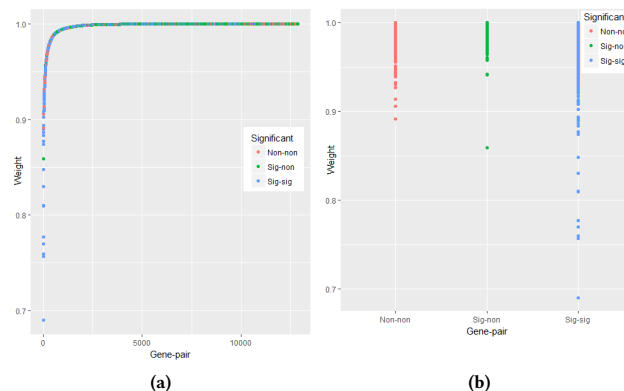 1.0
0.9
0.8
0.7
Weight
0
5000
10000
Gene-pair
Significant
Non-non
Sig-non
Sig-sig
(a)
1.0
0.9
0.8
0.7
Weight
Non-non
Sig-non
Sig-sig
Gene-pair
Significant
Non-no
Sig-no
Sig-sig
(b)